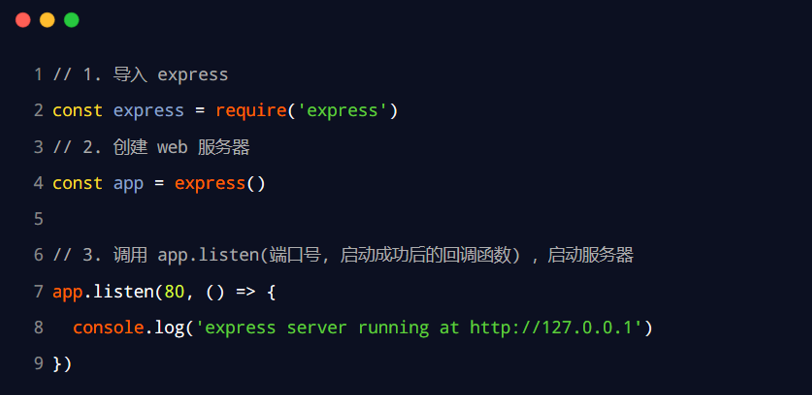 1 // 1. 导入 express
2 const express = require('express')
3 // 2. 创建 web 服务器
4 const app = express()
5
6 // 3. 调用 app.listen(端口号, 启动成功后的回调函数) , 启动服务器
7 app.listen(80, () => {
8   console.log('express server running at http://127.0.0.1')
9 })